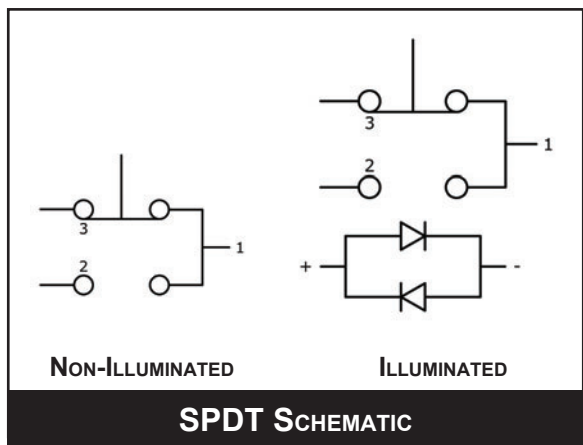 3
2
1
3
2
1
+ -
NON-ILLUMINATED
ILLUMINATED
SPDT SCHEMATIC